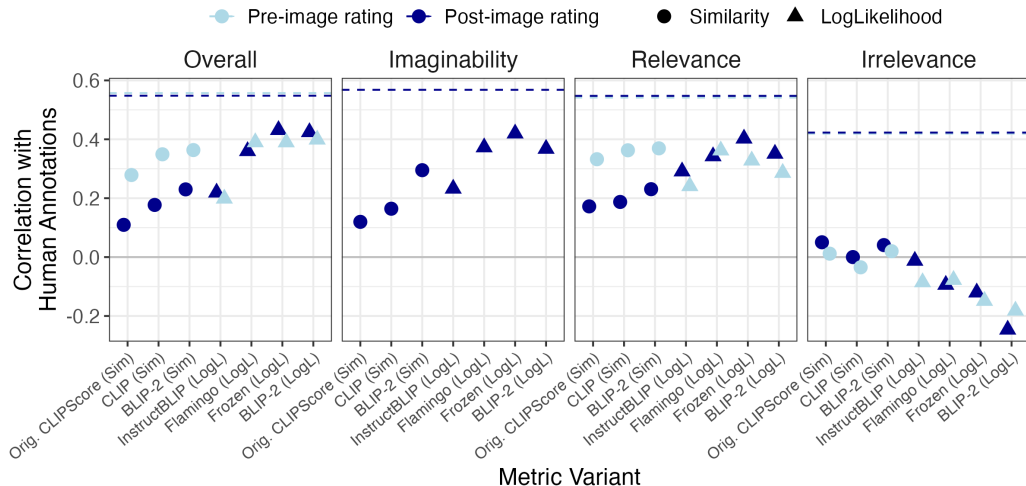 Pre-image rating Post-image rating Similarity LogLikelihood
Overall Imaginability Relevance Irrelevance
Correlation with
Human Annotations
0.6
0.4
0.2
0.0
-0.2
Orig. CLIPScore (Sim)
CLIP (Sim)
BLIP-2 (Sim)
InstructBLIP (LogL)
Flamingo (LogL)
Frozen (LogL)
BLIP-2 (LogL)
Orig. CLIPScore (Sim)
CLIP (Sim)
BLIP-2 (Sim)
InstructBLIP (LogL)
Flamingo (LogL)
Frozen (LogL)
BLIP-2 (LogL)
Orig. CLIPScore (Sim)
CLIP (Sim)
BLIP-2 (Sim)
InstructBLIP (LogL)
Flamingo (LogL)
Frozen (LogL)
BLIP-2 (LogL)
Orig. CLIPScore (Sim)
CLIP (Sim)
BLIP-2 (Sim)
InstructBLIP (LogL)
Flamingo (LogL)
Frozen (LogL)
BLIP-2 (LogL)
Metric Variant